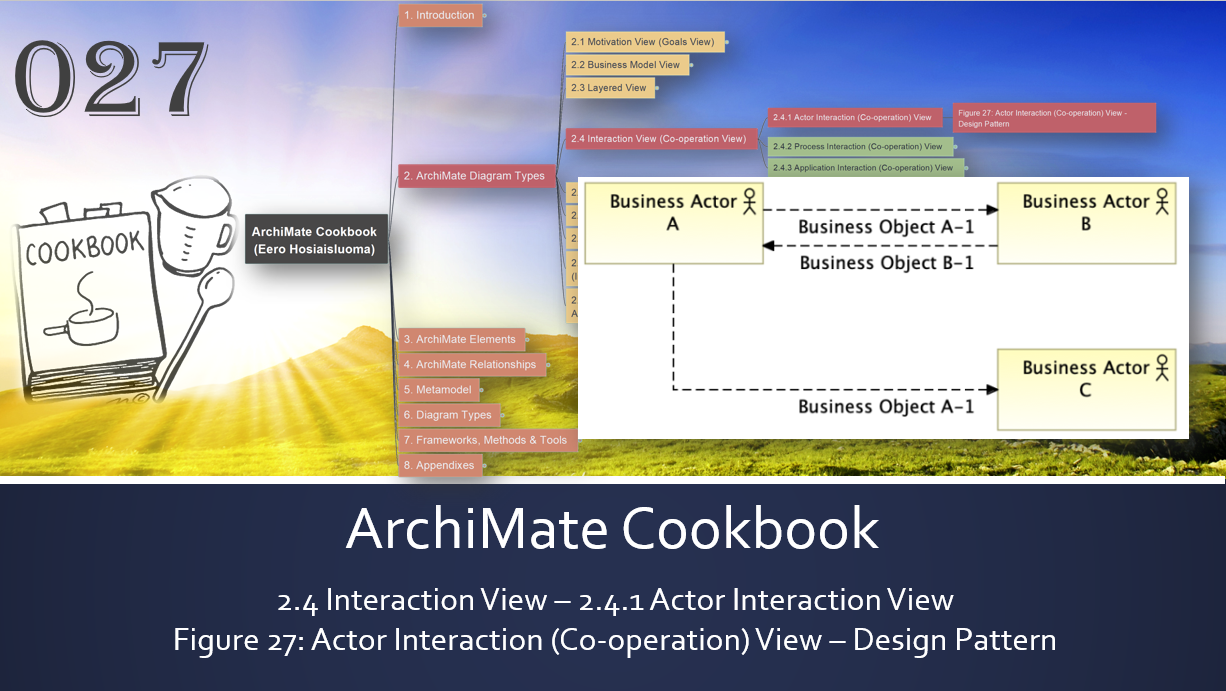 027
COOKBOOK
ArchiMate Cookbook
(Eero Hosiaisluoma)
1. Introduction
2. ArchiMate Diagram Types
2.1 Motivation View (Goals View)
2.2 Business Model View
2.3 Layered View
2.4 Interaction View (Co-operation View)
2.4.1 Actor Interaction (Co-operation) View
Figure 27: Actor Interaction (Co-operation) View -
Design Pattern
2.4.2 Process Interaction (Co-operation) View
2.4.3 Application Interaction (Co-operation) View
2
2
2
2
(I
2
A
3. ArchiMate Elements
4. ArchiMate Relationships
5. Metamodel
6. Diagram Types
7. Frameworks, Methods & Tools
8. Appendixes
Business Actor
A
Business Object A-1
Business Object B-1
Business Actor
B
Business Object A-1
Business Actor
C
ArchiMate Cookbook
2.4 Interaction View – 2.4.1 Actor Interaction View
Figure 27: Actor Interaction (Co-operation) View – Design Pattern